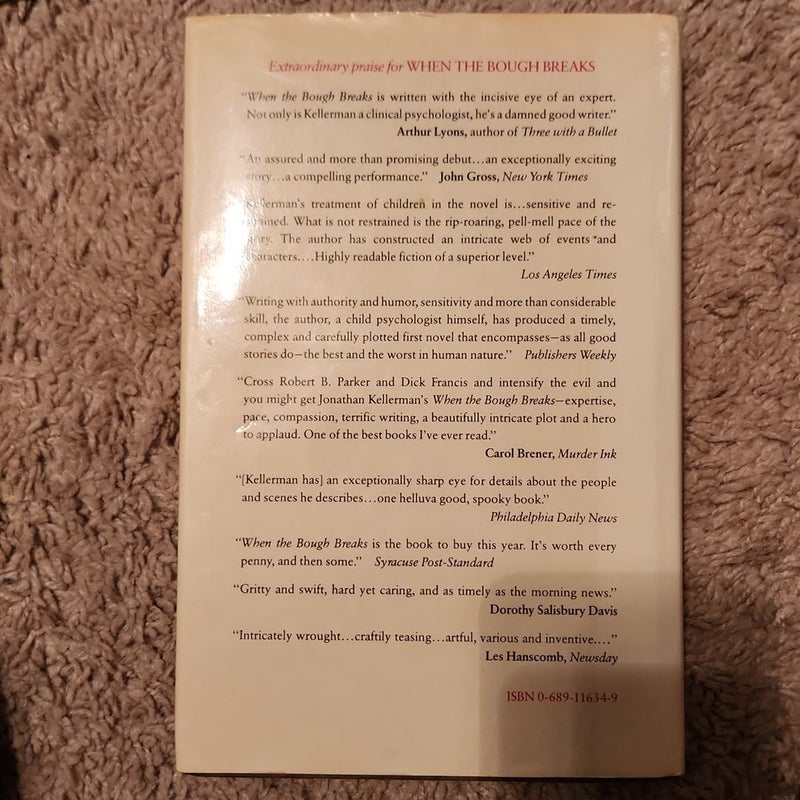 Extraordinary praise for WHEN THE BOUGH BREAKS
"When the Bough Breaks is written with the incisive eye of an expert.
Not only is Kellerman a clinical psychologist, he's a damned good writer."
Arthur Lyons, author of Three with a Bullet
"An assured and more than promising debut...an exceptionally exciting
story...a compelling performance." John Gross, New York Times
Kellerman's treatment of children in the novel is...sensitive and re-
strained. What is not restrained is the rip-roaring, pell-mell pace of the
story. The author has constructed an intricate web of events and
characters....Highly readable fiction of a superior level."
Los Angeles Times
"Writing with authority and humor, sensitivity and more than considerable
skill, the author, a child psychologist himself, has produced a timely,
complex and carefully plotted first novel that encompasses—as all good
stories do—the best and the worst in human nature." Publishers Weekly
"Cross Robert B. Parker and Dick Francis and intensify the evil and
you might get Jonathan Kellerman's When the Bough Breaks—expertise,
pace, compassion, terrific writing, a beautifully intricate plot and a hero
to applaud. One of the best books I've ever read."
Carol Brener, Murder Ink
"[Kellerman has] an exceptionally sharp eye for details about the people
and scenes he describes...one helluva good, spooky book."
Philadelphia Daily News
"When the Bough Breaks is the book to buy this year. It's worth every
penny, and then some." Syracuse Post-Standard
"Gritty and swift, hard yet caring, and as timely as the morning news."
Dorothy Salisbury Davis
"Intricately wrought...craftily teasing...artful, various and inventive...."
Les Hanscomb, Newsday
ISBN 0-689-11634-9